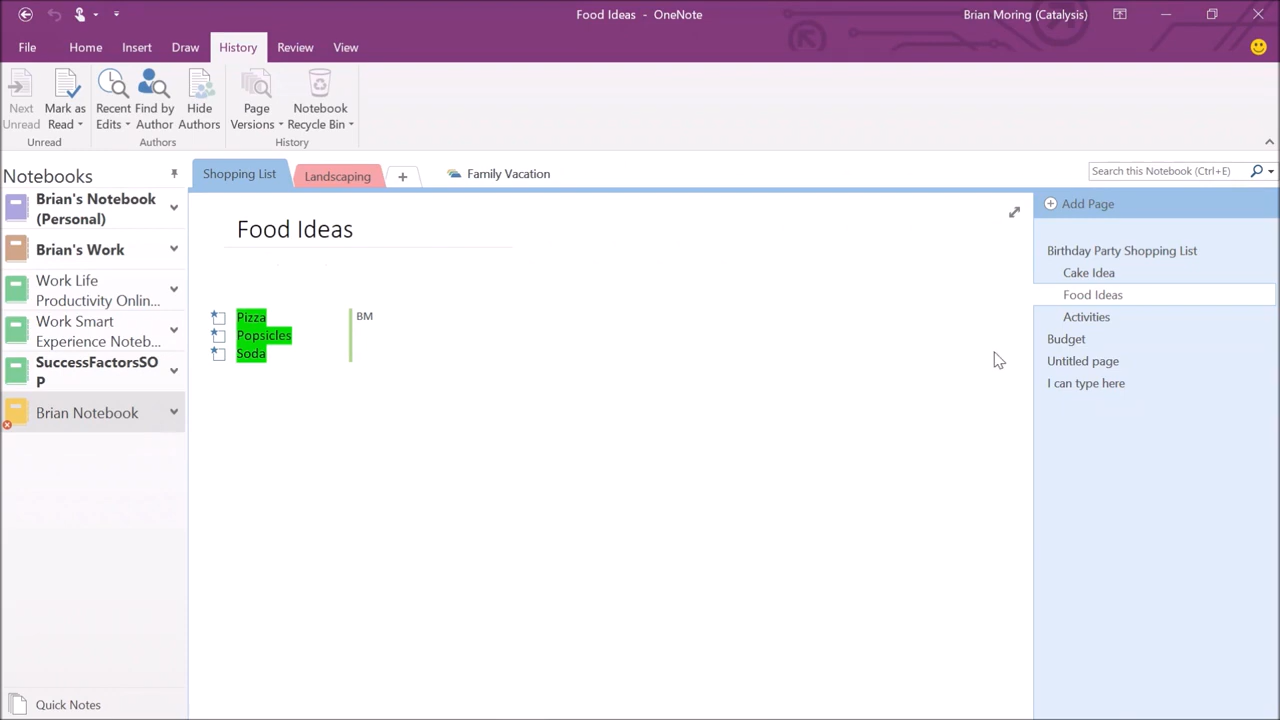 Food Ideas - OneNote
Brian Moring (Catalysis)
File
Home
Insert
Draw
History
Review
View
Next
Unread
Mark as
Read
Recent
Edits
Find by
Author
Hide
Authors
Page
Versions
Notebook
Recycle Bin
Unread
Authors
History
Notebooks
Brian's Notebook
(Personal)
Brian's Work
Work Life
Productivity Onlin...
Work Smart
Experience Noteb...
SuccessFactorsSO
P
Brian Notebook
Quick Notes
Shopping List
Landscaping
Family Vacation
Search this Notebook (Ctrl+E)
Food Ideas
Pizza
Popsicles
Soda
BM
Add Page
Birthday Party Shopping List
Cake Idea
Food Ideas
Activities
Budget
Untitled page
I can type here